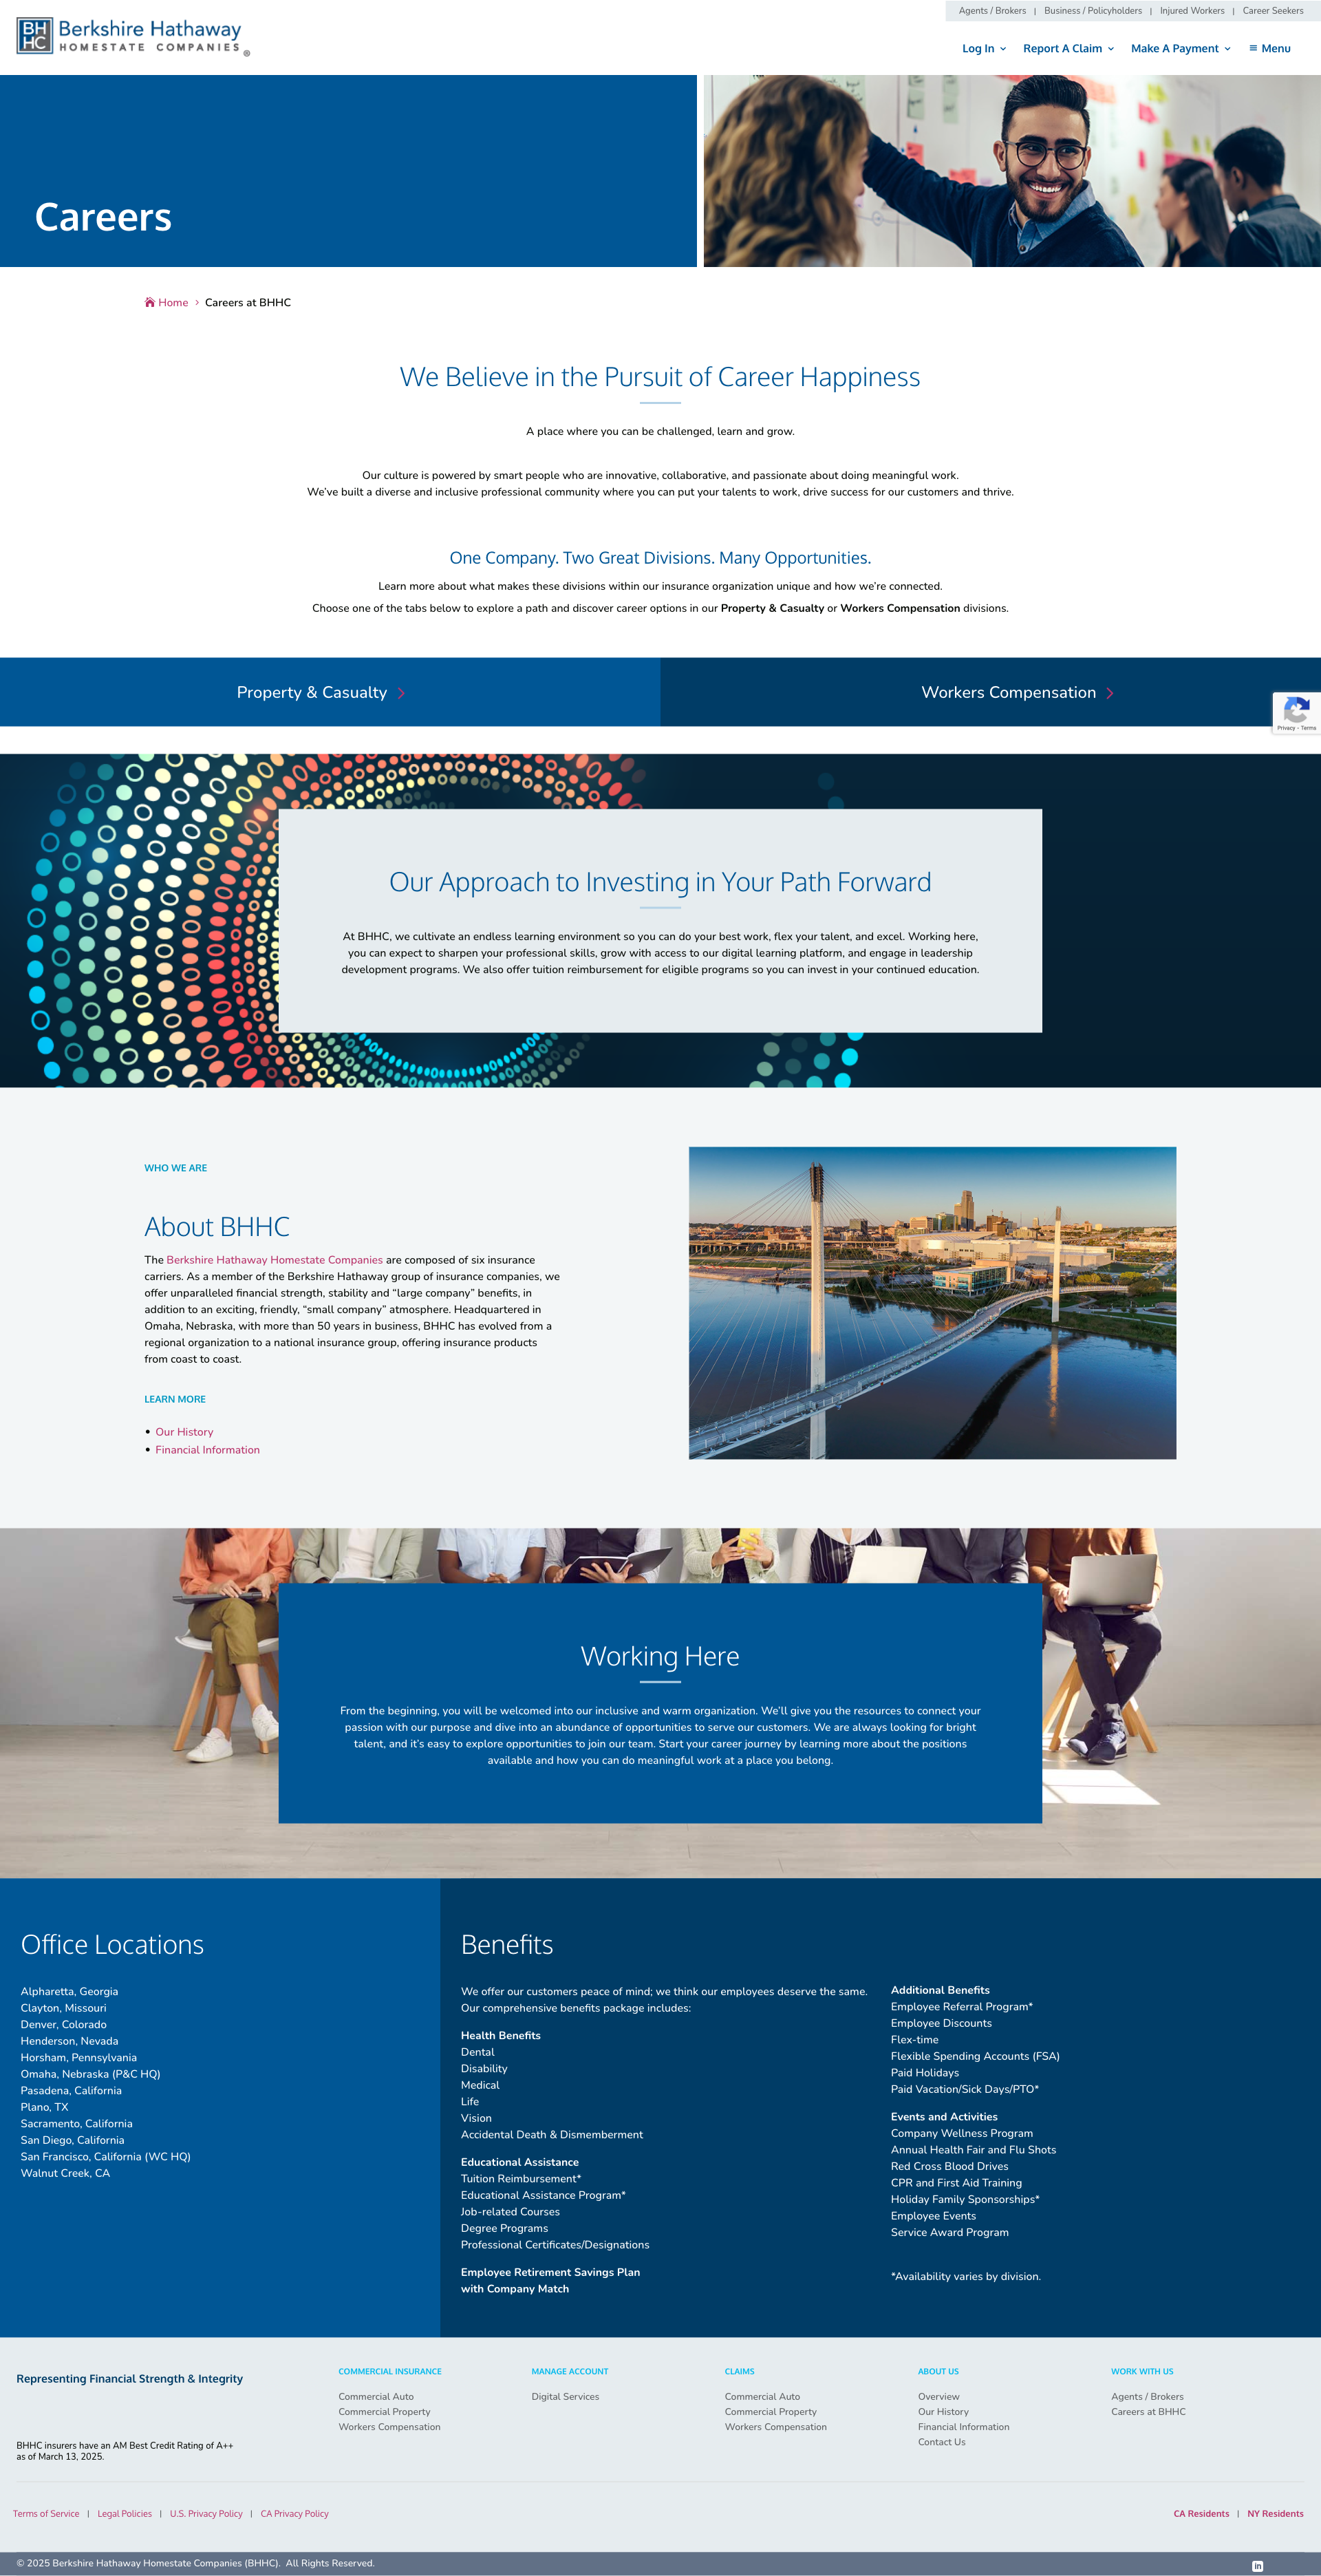 Agents / Brokers | Business / Policyholders | Injured Workers | Career Seekers
BH
HC
Berkshire Hathaway
HOMESTATE COMPANIES ®
Log In
Report A Claim
Make A Payment
Menu
Careers
Home > Careers at BHHC
We Believe in the Pursuit of Career Happiness
A place where you can be challenged, learn and grow.
Our culture is powered by smart people who are innovative, collaborative, and passionate about doing meaningful work.
We've built a diverse and inclusive professional community where you can put your talents to work, drive success for our customers and thrive.
One Company. Two Great Divisions. Many Opportunities.
Learn more about what makes these divisions within our insurance organization unique and how we're connected.
Choose one of the tabs below to explore a path and discover career options in our Property & Casualty or Workers Compensation divisions.
Property & Casualty
Workers Compensation
Privacy - Terms
Our Approach to Investing in Your Path Forward
At BHHC, we cultivate an endless learning environment so you can do your best work, flex your talent, and excel. Working here,
you can expect to sharpen your professional skills, grow with access to our digital learning platform, and engage in leadership
development programs. We also offer tuition reimbursement for eligible programs so you can invest in your continued education.
WHO WE ARE
About BHHC
The Berkshire Hathaway Homestate Companies are composed of six insurance
carriers. As a member of the Berkshire Hathaway group of insurance companies, we
offer unparalleled financial strength, stability and “large company” benefits, in
addition to an exciting, friendly, “small company” atmosphere. Headquartered in
Omaha, Nebraska, with more than 50 years in business, BHHC has evolved from a
regional organization to a national insurance group, offering insurance products
from coast to coast.
LEARN MORE
• Our History
• Financial Information
Working Here
From the beginning, you will be welcomed into our inclusive and warm organization. We'll give you the resources to connect your
passion with our purpose and dive into an abundance of opportunities to serve our customers. We are always looking for bright
talent, and it's easy to explore opportunities to join our team. Start your career journey by learning more about the positions
available and how you can do meaningful work at a place you belong.
Office Locations
Alpharetta, Georgia
Clayton, Missouri
Denver, Colorado
Henderson, Nevada
Horsham, Pennsylvania
Omaha, Nebraska (P&C HQ)
Pasadena, California
Plano, TX
Sacramento, California
San Diego, California
San Francisco, California (WC HQ)
Walnut Creek, CA
Benefits
We offer our customers peace of mind; we think our employees deserve the same.
Our comprehensive benefits package includes:
Health Benefits
Dental
Disability
Medical
Life
Vision
Accidental Death & Dismemberment
Educational Assistance
Tuition Reimbursement*
Educational Assistance Program*
Job-related Courses
Degree Programs
Professional Certificates/Designations
Employee Retirement Savings Plan
with Company Match
Additional Benefits
Employee Referral Program*
Employee Discounts
Flex-time
Flexible Spending Accounts (FSA)
Paid Holidays
Paid Vacation/Sick Days/PTO*
Events and Activities
Company Wellness Program
Annual Health Fair and Flu Shots
Red Cross Blood Drives
CPR and First Aid Training
Holiday Family Sponsorships*
Employee Events
Service Award Program
*Availability varies by division.
Representing Financial Strength & Integrity
BHHC insurers have an AM Best Credit Rating of A++
as of March 13, 2025.
COMMERCIAL INSURANCE
Commercial Auto
Commercial Property
Workers Compensation
MANAGE ACCOUNT
Digital Services
CLAIMS
Commercial Auto
Commercial Property
Workers Compensation
ABOUT US
Overview
Our History
Financial Information
Contact Us
WORK WITH US
Agents / Brokers
Careers at BHHC
Terms of Service | Legal Policies | U.S. Privacy Policy | CA Privacy Policy
CA Residents | NY Residents
© 2025 Berkshire Hathaway Homestate Companies (BHHC). All Rights Reserved.
in